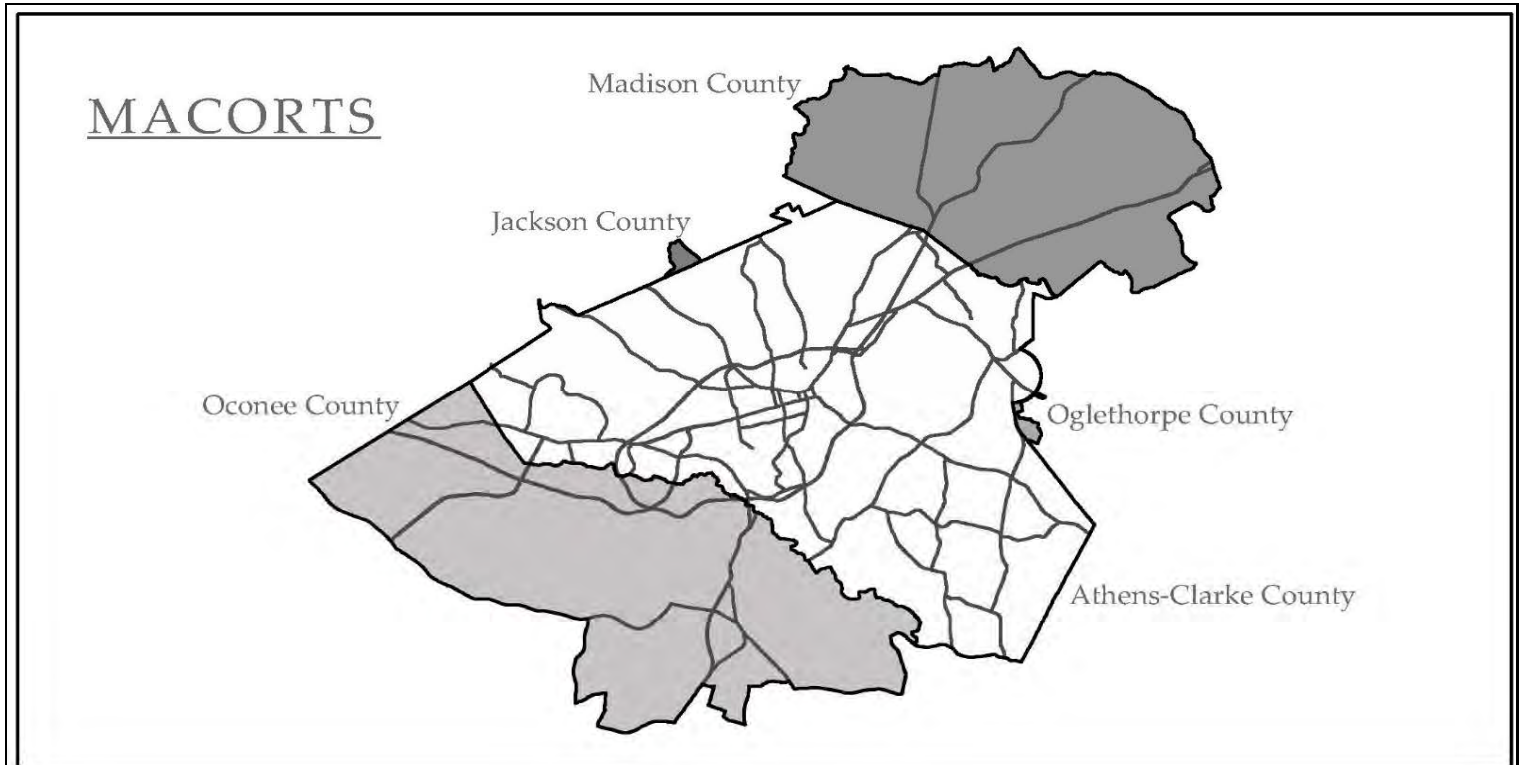 MACORTS
Madison County
Jackson County
Oconee County
Oglethorpe County
Athens-Clarke County